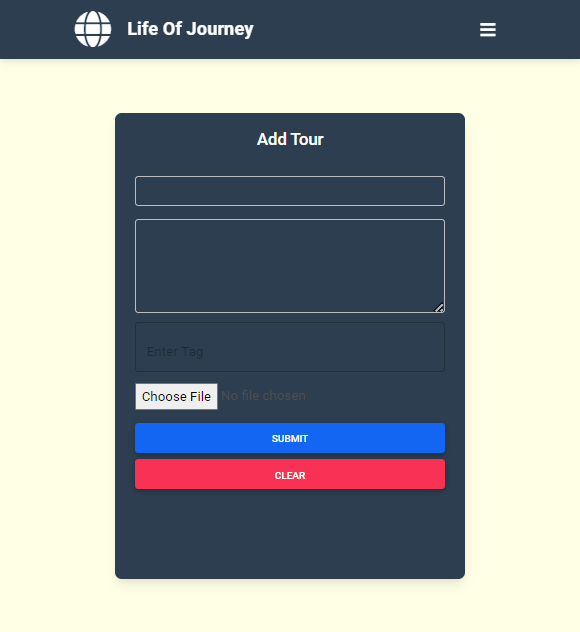 Life Of Journey
Add Tour
Enter Tag
Choose File No file chosen
SUBMIT
CLEAR